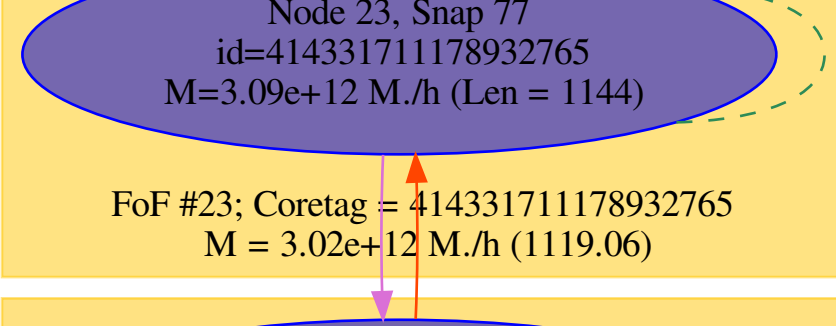 Node 23, Snap 77
id=414331711178932765
M=3.09e+12 M./h (Len = 1144)
FoF #23; Coretag = 414331711178932765
M = 3.02e+12 M./h (1119.06)